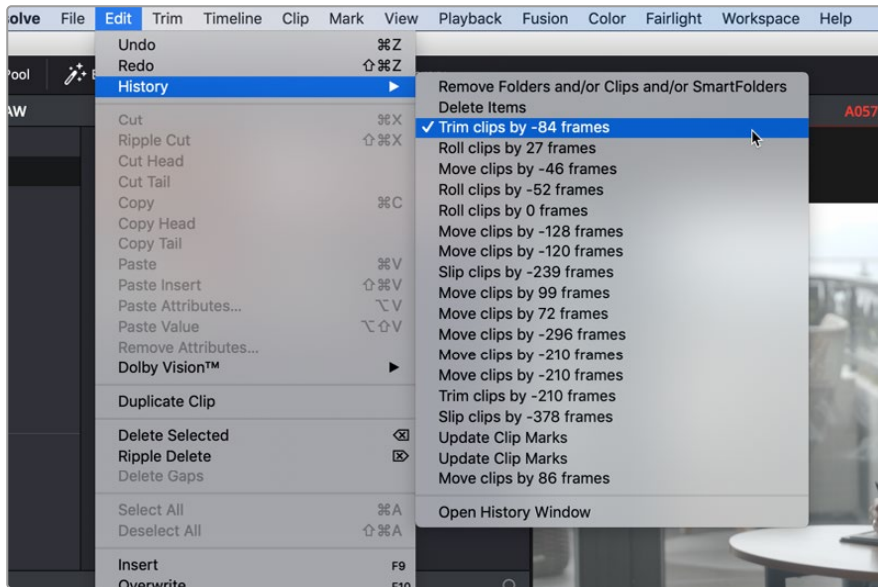 solve File Edit Trim Timeline Clip Mark View Playback Fusion Color Fairlight Workspace Help
Undo ⌘Z
Redo ⇧⌘Z
Pool
History ▶
AW
A057
Cut ⌘X
Ripple Cut ⇧⌘X
Cut Head
Cut Tail
Copy ⌘C
Copy Head
Copy Tail
Paste ⌘V
Paste Insert ⇧⌘V
Paste Attributes... ⌥V
Paste Value ⌥⇧V
Remove Attributes...
Dolby Vision™ ▶
Duplicate Clip
Delete Selected ⌫
Ripple Delete ⌦
Delete Gaps
Select All ⌘A
Deselect All ⇧⌘A
Insert F9
Overwrite F10
Remove Folders and/or Clips and/or SmartFolders
Delete Items
✓ Trim clips by -84 frames
Roll clips by 27 frames
Move clips by -46 frames
Roll clips by -52 frames
Roll clips by 0 frames
Move clips by -128 frames
Move clips by -120 frames
Slip clips by -239 frames
Move clips by 99 frames
Move clips by 72 frames
Move clips by -296 frames
Move clips by -210 frames
Move clips by -210 frames
Trim clips by -210 frames
Slip clips by -378 frames
Update Clip Marks
Update Clip Marks
Move clips by 86 frames
Open History Window